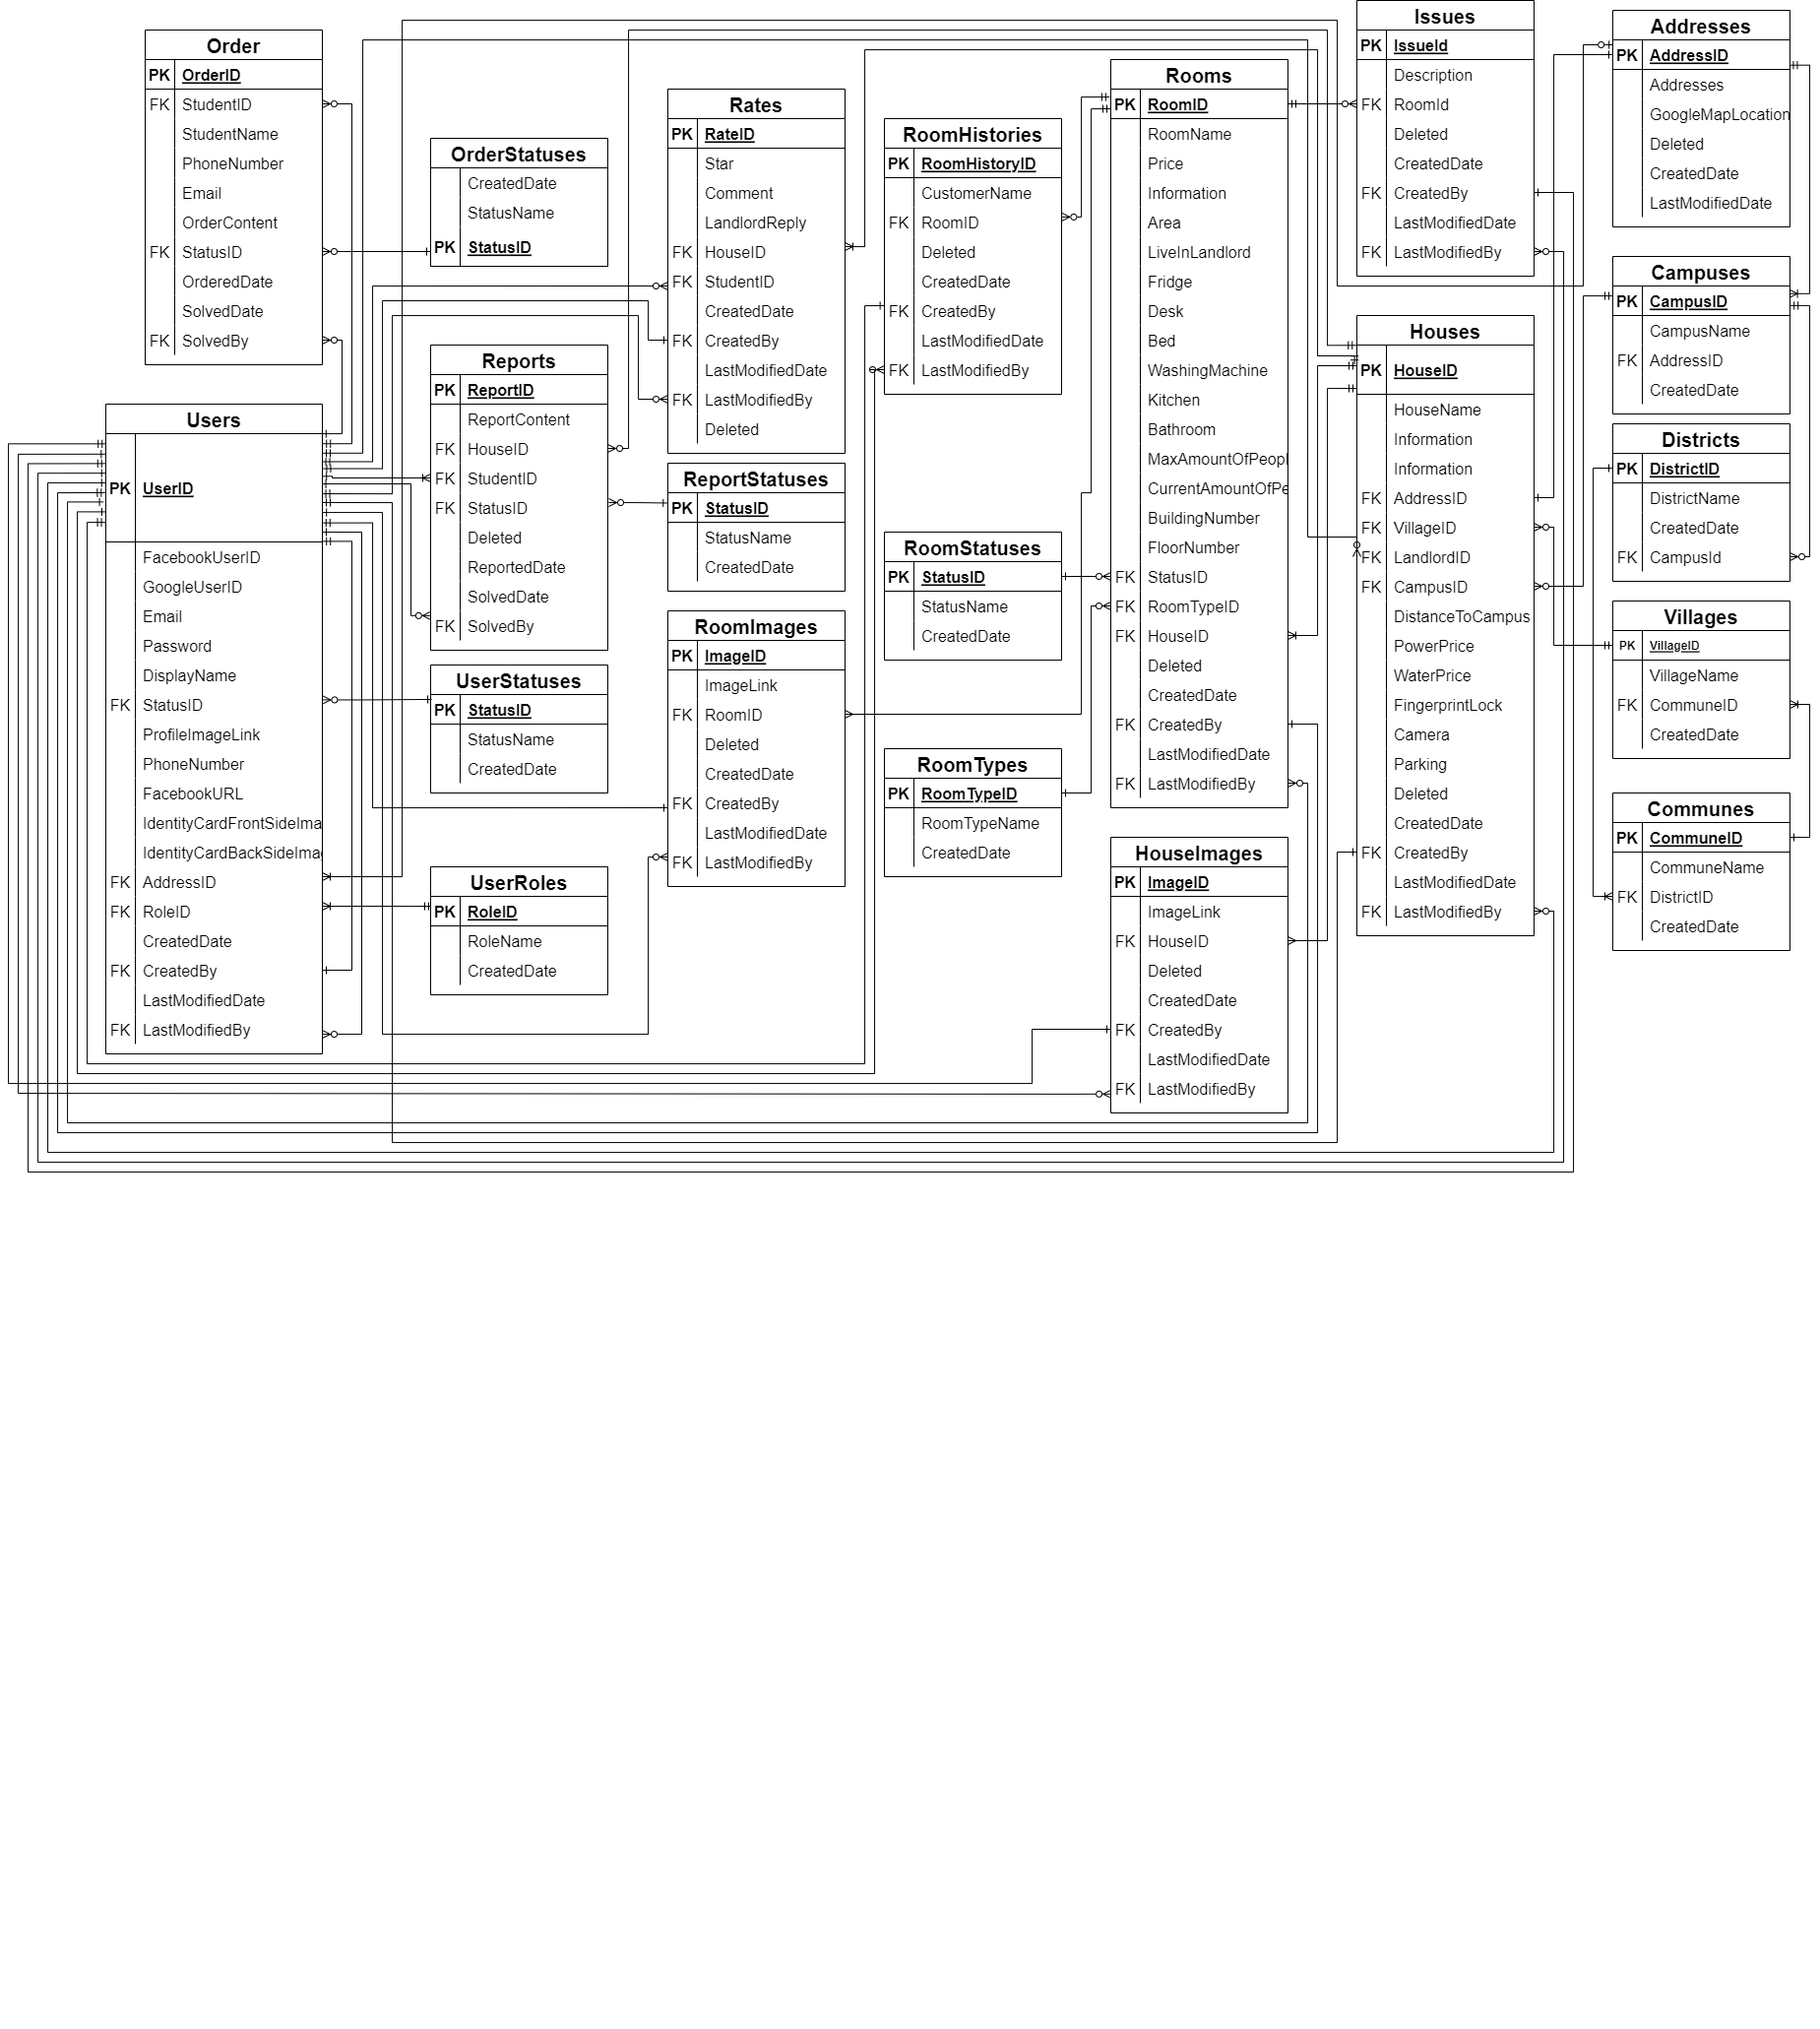 Order
PK OrderID
FK StudentID
StudentName
PhoneNumber
Email
OrderContent
FK StatusID
OrderedDate
SolvedDate
FK SolvedBy
Users
PK UserID
FacebookUserID
GoogleUserID
Email
Password
DisplayName
FK StatusID
ProfileImageLink
PhoneNumber
FacebookURL
IdentityCardFrontSideIma
IdentityCardBackSideImag
FK AddressID
FK RoleID
CreatedDate
FK CreatedBy
LastModifiedDate
FK LastModifiedBy
OrderStatuses
CreatedDate
StatusName
PK StatusID
Reports
PK ReportID
ReportContent
FK HouseID
FK StudentID
FK StatusID
Deleted
ReportedDate
SolvedDate
FK SolvedBy
UserStatuses
PK StatusID
StatusName
CreatedDate
UserRoles
PK RoleID
RoleName
CreatedDate
Rates
PK RateID
Star
Comment
LandlordReply
FK HouseID
FK StudentID
CreatedDate
FK CreatedBy
LastModifiedDate
FK LastModifiedBy
Deleted
ReportStatuses
PK StatusID
StatusName
CreatedDate
RoomImages
PK ImageID
ImageLink
FK RoomID
Deleted
CreatedDate
FK CreatedBy
LastModifiedDate
FK LastModifiedBy
RoomHistories
PK RoomHistoryID
CustomerName
FK RoomID
Deleted
CreatedDate
FK CreatedBy
LastModifiedDate
FK LastModifiedBy
RoomStatuses
PK StatusID
StatusName
CreatedDate
RoomTypes
PK RoomTypeID
RoomTypeName
CreatedDate
Rooms
PK RoomID
RoomName
Price
Information
Area
LiveInLandlord
Fridge
Desk
Bed
WashingMachine
Kitchen
Bathroom
MaxAmountOfPeopl
CurrentAmountOfPe
BuildingNumber
FloorNumber
FK StatusID
FK RoomTypeID
FK HouseID
Deleted
CreatedDate
FK CreatedBy
LastModifiedDate
FK LastModifiedBy
HouseImages
PK ImageID
ImageLink
FK HouseID
Deleted
CreatedDate
FK CreatedBy
LastModifiedDate
FK LastModifiedBy
Issues
PK IssueId
Description
FK RoomId
Deleted
CreatedDate
FK CreatedBy
LastModifiedDate
FK LastModifiedBy
Houses
PK HouseID
HouseName
Information
Information
FK AddressID
FK VillageID
FK LandlordID
FK CampusID
DistanceToCampus
PowerPrice
WaterPrice
FingerprintLock
Camera
Parking
Deleted
CreatedDate
FK CreatedBy
LastModifiedDate
FK LastModifiedBy
Addresses
PK AddressID
Addresses
GoogleMapLocation
Deleted
CreatedDate
LastModifiedDate
Campuses
PK CampusID
CampusName
FK AddressID
CreatedDate
Districts
PK DistrictID
DistrictName
CreatedDate
FK CampusId
Villages
PK VillageID
VillageName
FK CommuneID
CreatedDate
Communes
PK CommuneID
CommuneName
FK DistrictID
CreatedDate